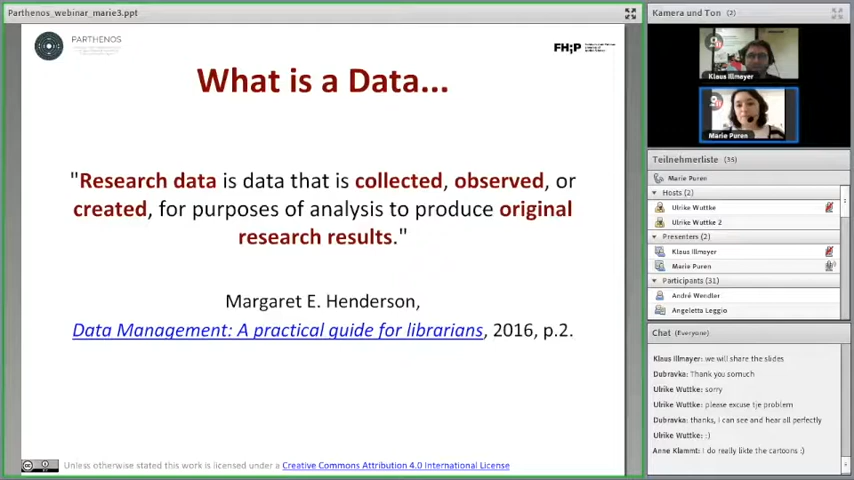 Parthenos_webinar_marie3.ppt
PARTHENOS
FH;P
What is a Data...
"Research data is data that is collected, observed, or
created, for purposes of analysis to produce original
research results."
Margaret E. Henderson,
Data Management: A practical guide for librarians, 2016, p.2.
Unless otherwise stated this work is licensed under a Creative Commons Attribution 4.0 International License
Kamera und Ton (2)
Klaus Illmayer
Marie Puren
Teilnehmerliste (35)
Marie Puren
Hosts (2)
Ulrike Wuttke
Ulrike Wuttke 2
Presenters (2)
Klaus Illmayer
Marie Puren
Participants (31)
André Wendler
Angeletta Leggio
Chat (Everyone)
Klaus Illmayer: we will share the slides
Dubravka: Thank you somuch
Ulrike Wuttke: sorry
Ulrike Wuttke: please excuse tje problem
Dubravka: thanks, i can see and hear all perfectly
Ulrike Wuttke: :)
Anne Klammt: I do really likte the cartoons :)